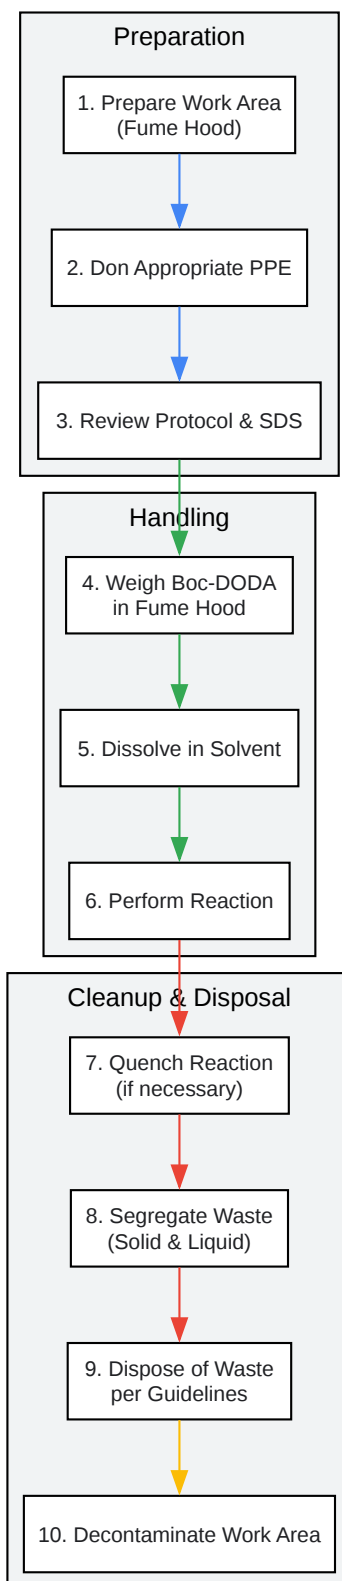 Preparation
1. Prepare Work Area
(Fume Hood)
2. Don Appropriate PPE
3. Review Protocol & SDS
Handling
4. Weigh Boc-DODA
in Fume Hood
5. Dissolve in Solvent
6. Perform Reaction
Cleanup & Disposal
7. Quench Reaction
(if necessary)
8. Segregate Waste
(Solid & Liquid)
9. Dispose of Waste
per Guidelines
10. Decontaminate Work Area